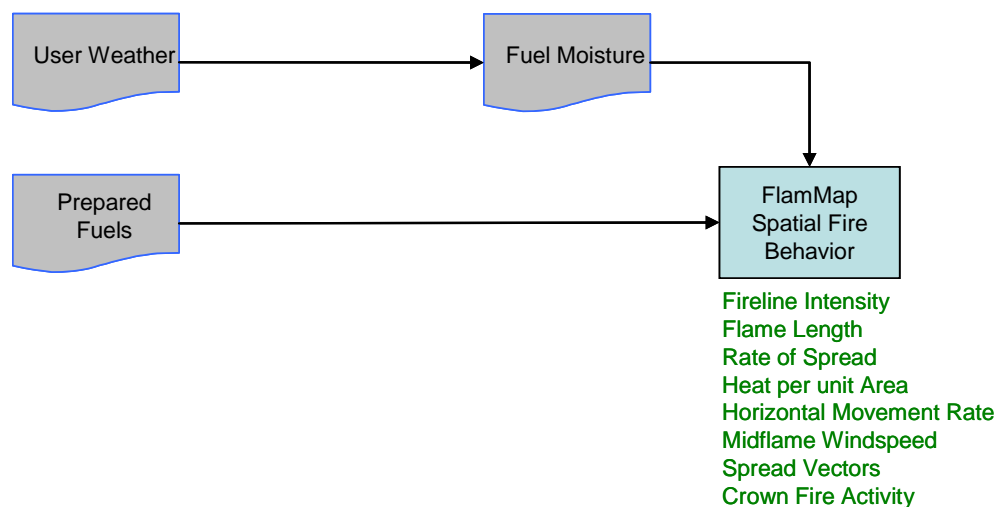 User Weather
Fuel Moisture
Prepared
Fuels
FlamMap
Spatial Fire
Behavior
Fireline Intensity
Flame Length
Rate of Spread
Heat per unit Area
Horizontal Movement Rate
Midflame Windspeed
Spread Vectors
Crown Fire Activity